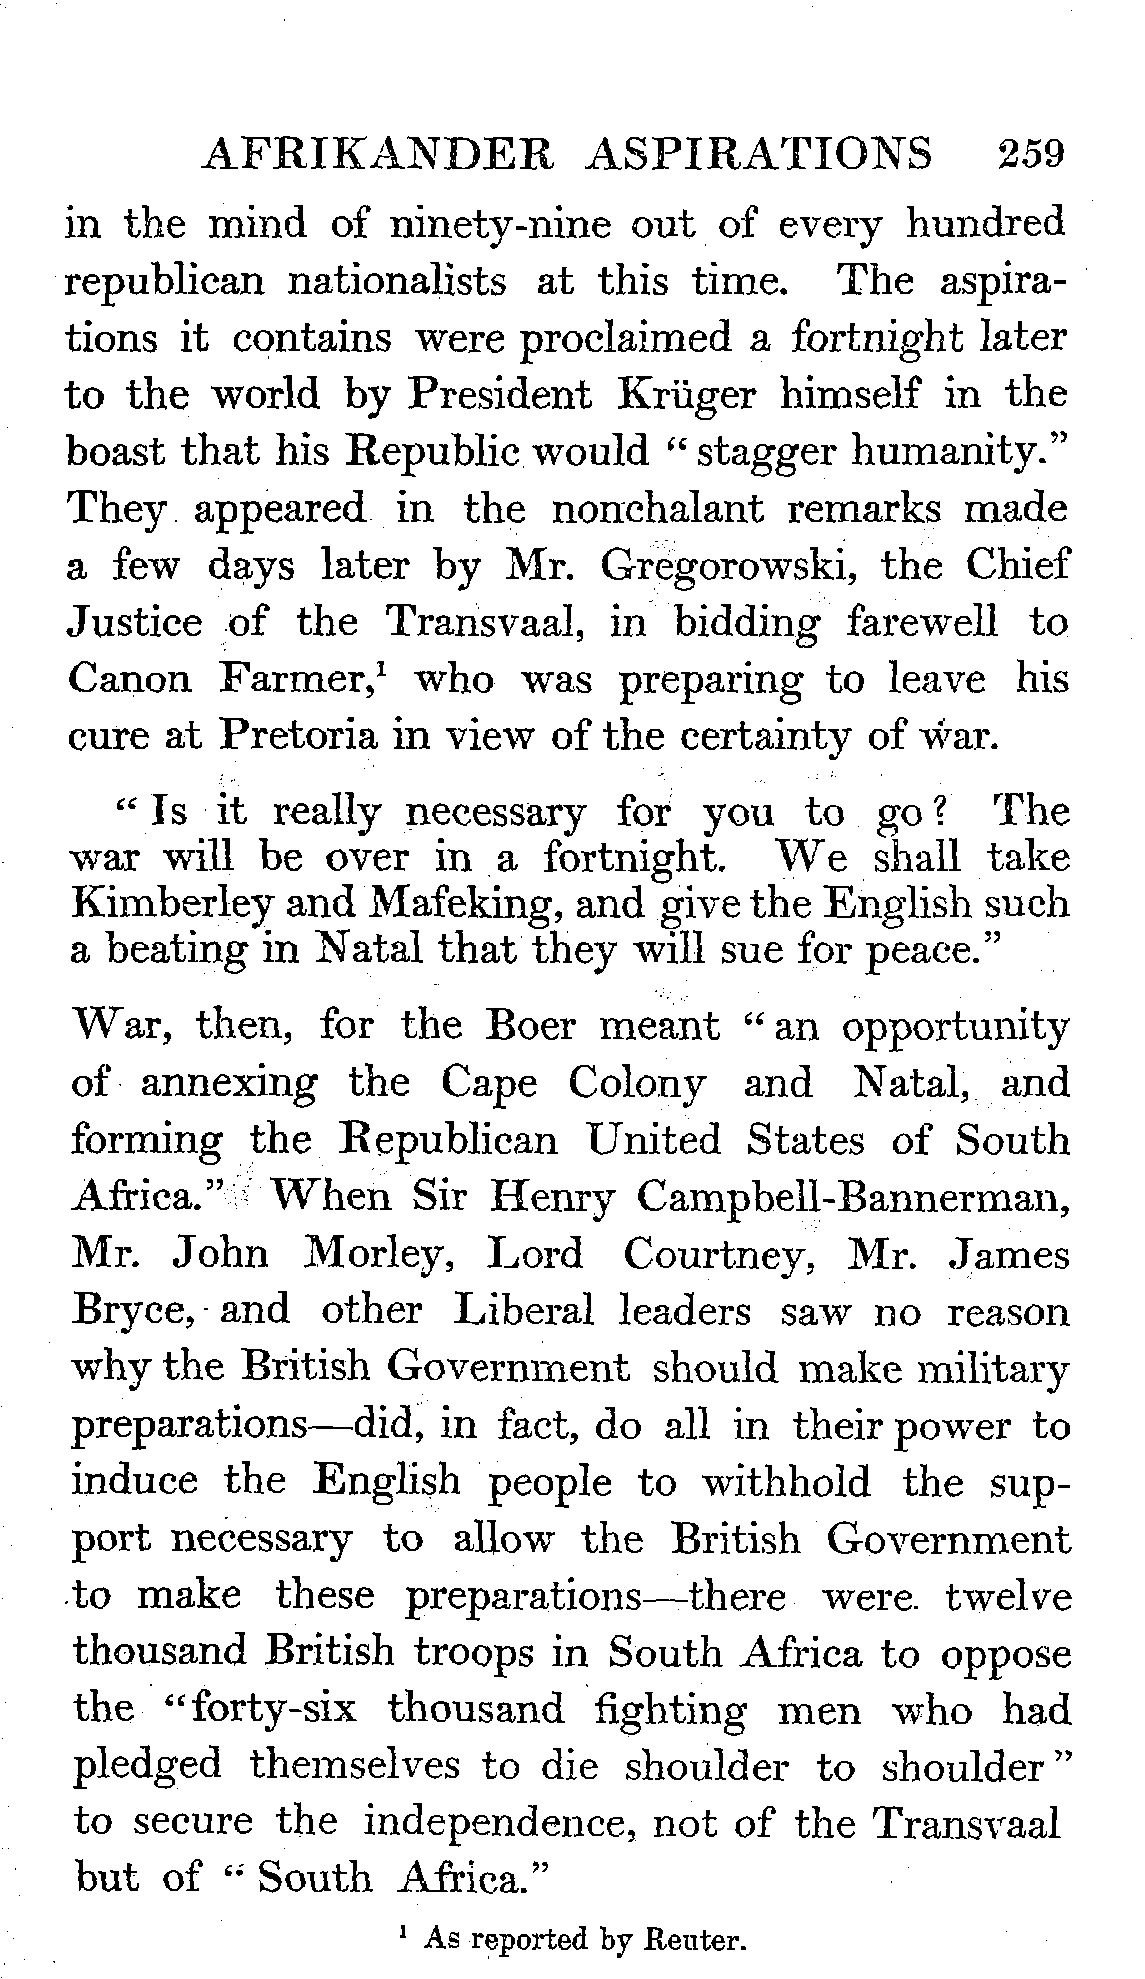 AFRIKANDER ASPIRATIONS 259
in the mind of ninety-nine out of every hundred
republican nationalists at this time. The aspira-
tions it contains were proclaimed a fortnight later
to the world by President Krüger himself in the
boast that his Republic would “ stagger humanity.”
They appeared in the nonchalant remarks made
a few days later by Mr. Gregorowski, the Chief
Justice of the Transvaal, in bidding farewell to
Canon Farmer,¹ who was preparing to leave his
cure at Pretoria in view of the certainty of war.
“ Is it really necessary for you to go ? The
war will be over in a fortnight. We shall take
Kimberley and Mafeking, and give the English such
a beating in Natal that they will sue for peace.”
War, then, for the Boer meant “ an opportunity
of annexing the Cape Colony and Natal, and
forming the Republican United States of South
Africa.” When Sir Henry Campbell-Bannerman,
Mr. John Morley, Lord Courtney, Mr. James
Bryce, and other Liberal leaders saw no reason
why the British Government should make military
preparations—did, in fact, do all in their power to
induce the English people to withhold the sup-
port necessary to allow the British Government
to make these preparations—there were twelve
thousand British troops in South Africa to oppose
the “forty-six thousand fighting men who had
pledged themselves to die shoulder to shoulder ”
to secure the independence, not of the Transvaal
but of “ South Africa.”
¹ As reported by Reuter.